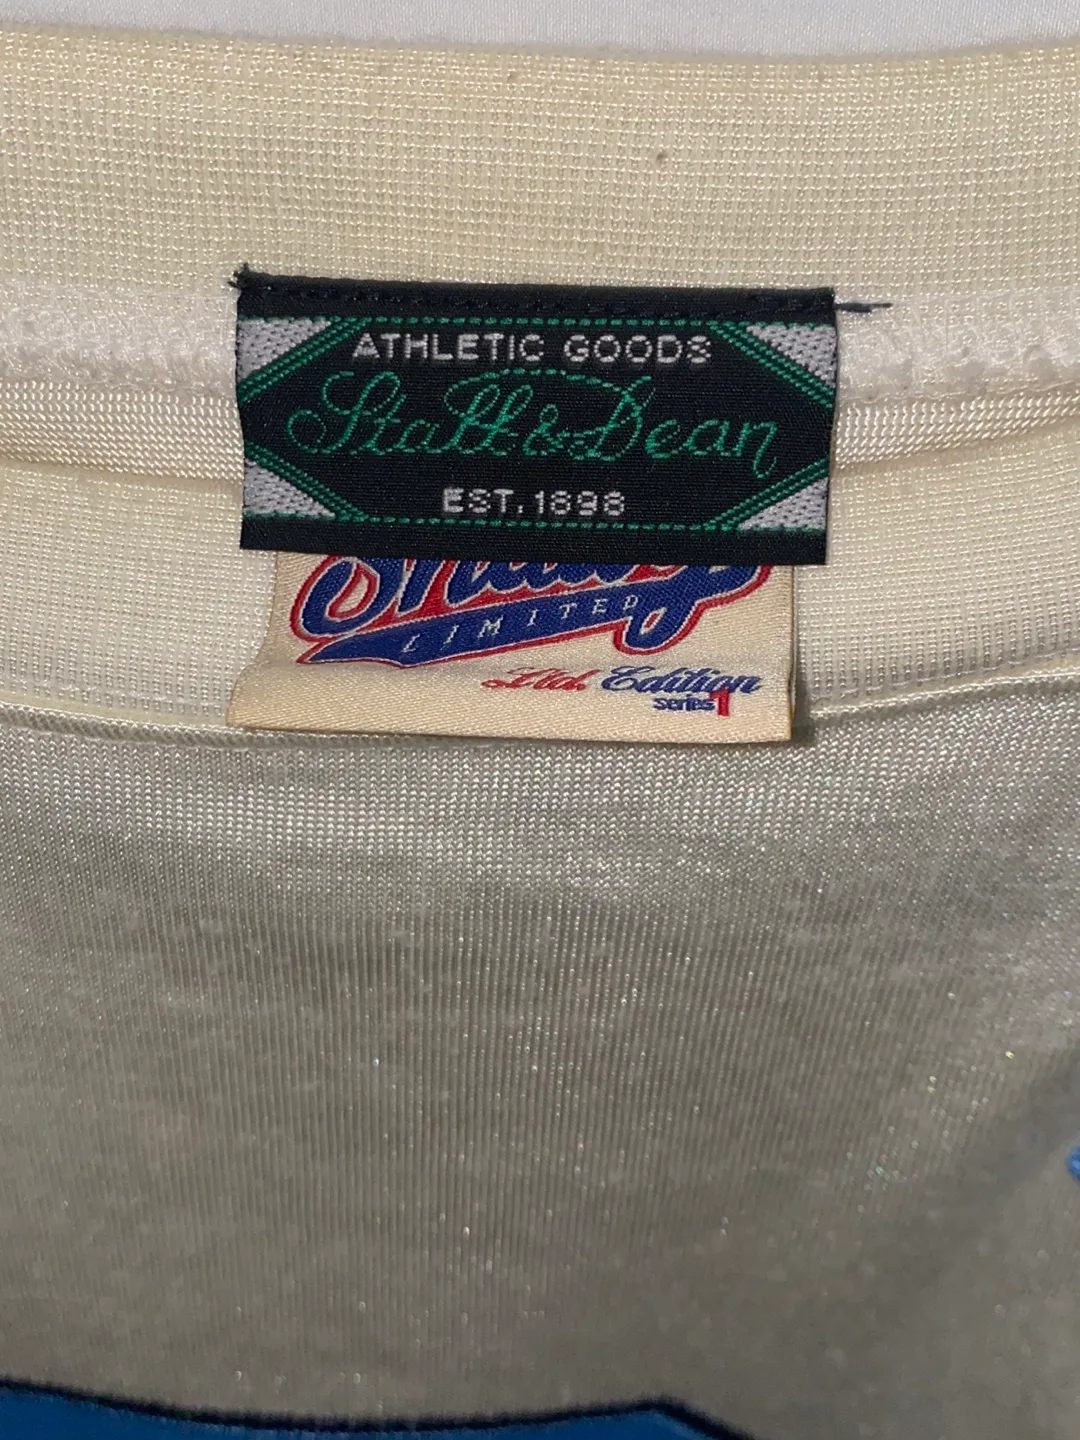 ATHLETIC GOODS
Stall & Dean
EST. 1898
LIMITED
Ltd. Edition
series 1